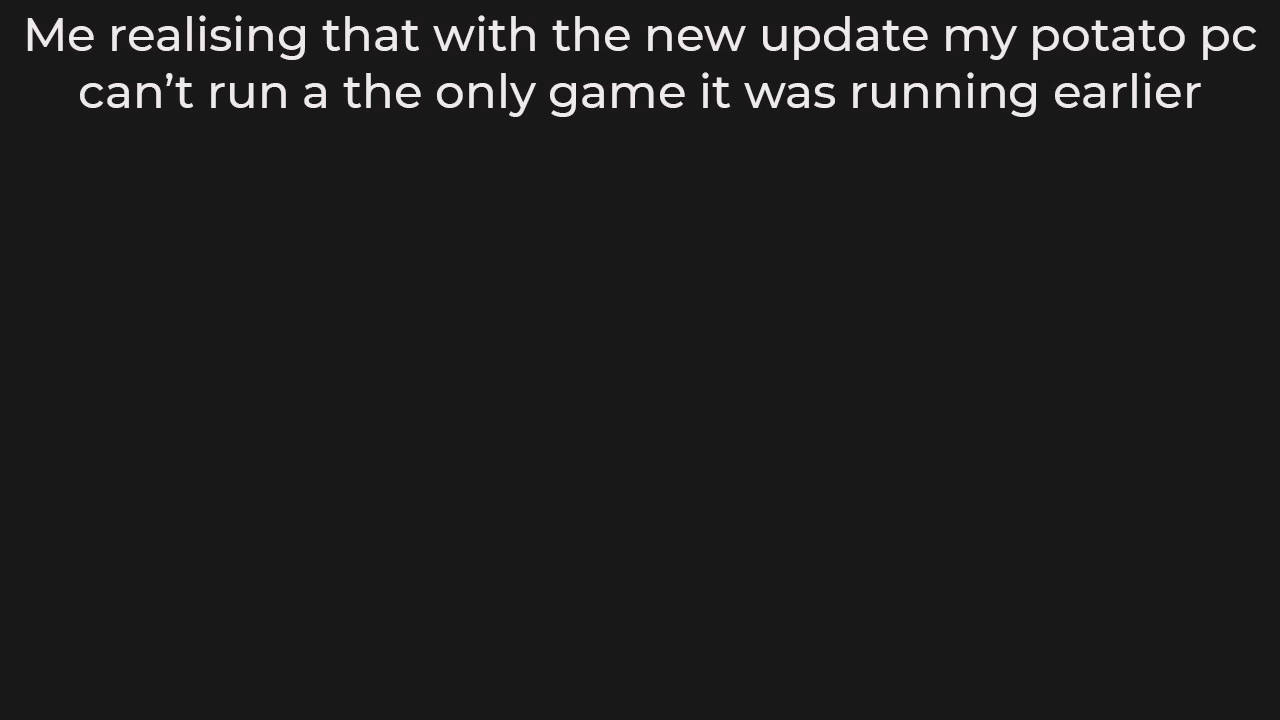 Me realising that with the new update my potato pc
can’t run a the only game it was running earlier